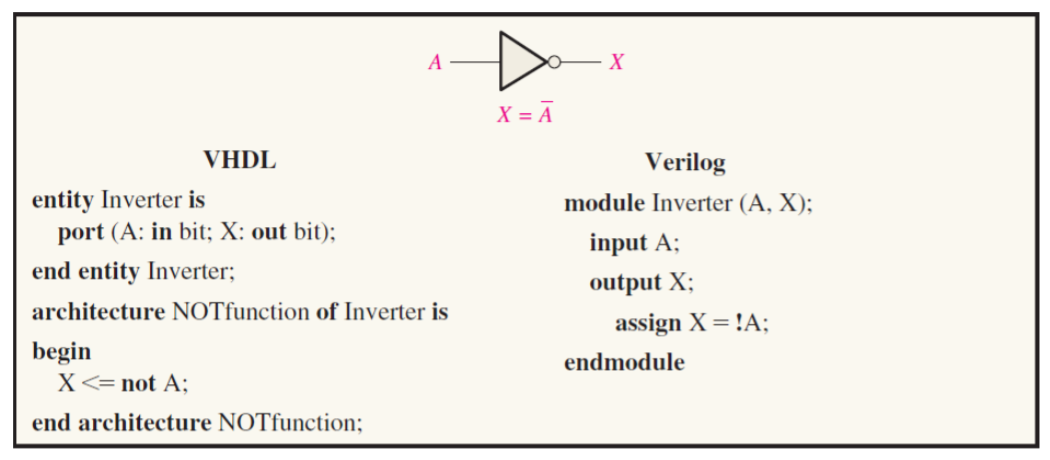 A
X
X = A̅
VHDL
entity Inverter is
port (A: in bit; X: out bit);
end entity Inverter;
architecture NOTfunction of Inverter is
begin
X <= not A;
end architecture NOTfunction;
Verilog
module Inverter (A, X);
input A;
output X;
assign X = !A;
endmodule